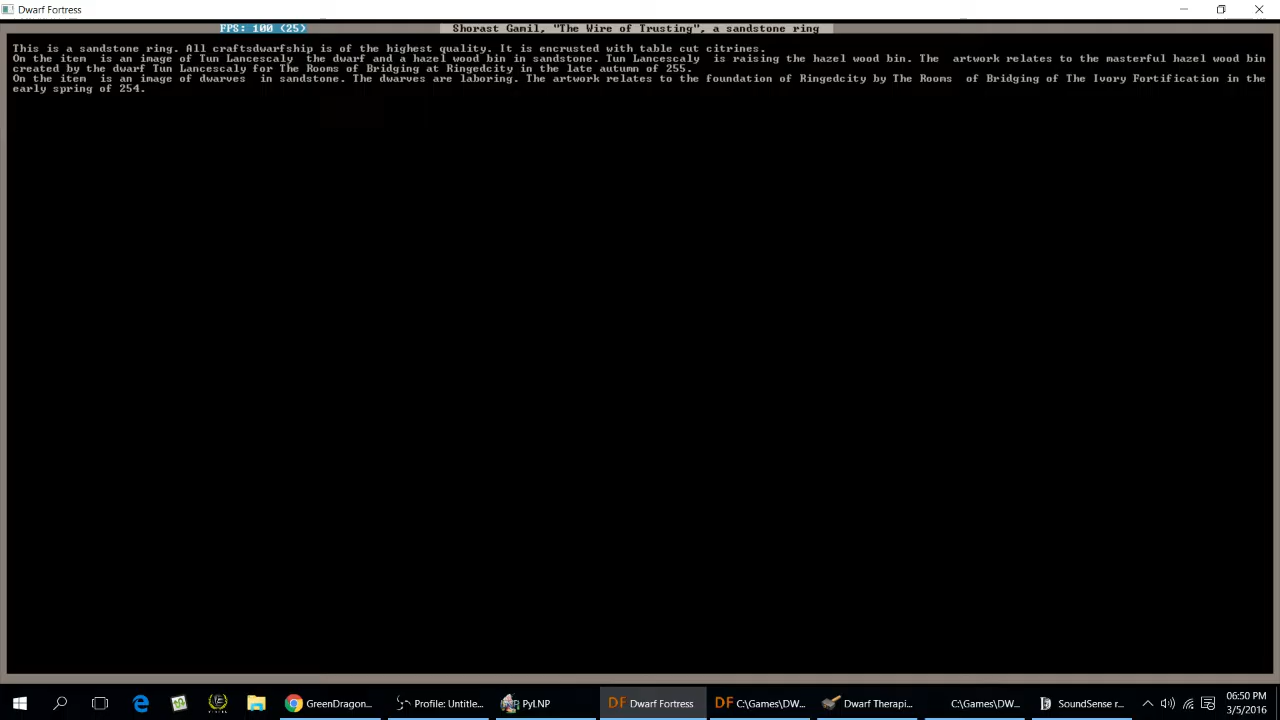 Dwarf Fortress
FPS: 100 (25)
Shorast Gamil, "The Wire of Trusting", a sandstone ring
This is a sandstone ring. All craftsdwarfship is of the highest quality. It is encrusted with table cut citrines.
On the item is an image of Tun Lancescaly the dwarf and a hazel wood bin in sandstone. Tun Lancescaly is raising the hazel wood bin. The artwork relates to the masterful hazel wood bin
created by the dwarf Tun Lancescaly for The Rooms of Bridging at Ringedcity in the late autumn of 255.
On the item is an image of dwarves in sandstone. The dwarves are laboring. The artwork relates to the foundation of Ringedcity by The Rooms of Bridging of The Ivory Fortification in the
early spring of 254.
GreenDragon...
Profile: Untitle...
PyLNP
DF Dwarf Fortress
DF C:\Games\DW...
Dwarf Therapi...
C:\Games\DW...
SoundSense r...
06:50 PM
3/5/2016